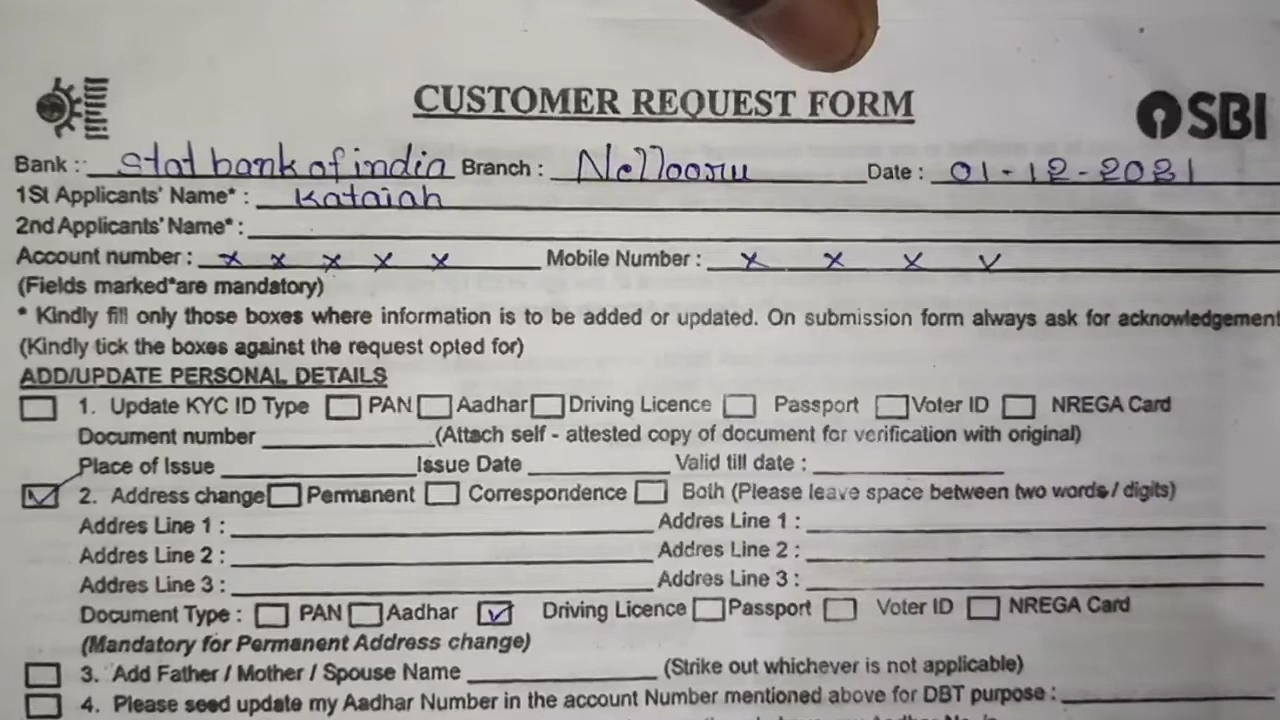 CUSTOMER REQUEST FORM
SBI
Bank :: Stat bank of india Branch : Nellooru Date : 01-12-2021
1St Applicants' Name* : Kataiah
2nd Applicants'Name* :
Account number : x x x x x Mobile Number : x x x v
(Fields marked*are mandatory)
* Kindly fill only those boxes where information is to be added or updated. On submission form always ask for acknowledgement
(Kindly tick the boxes against the request opted for)
ADD/UPDATE PERSONAL DETAILS
1. Update KYC ID Type PAN Aadhar Driving Licence Passport Voter ID NREGA Card
Document number (Attach self - attested copy of document for verification with original)
Place of Issue Issue Date Valid till date :
2. Address change Permanent Correspondence Both (Please leave space between two words / digits)
Addres Line 1 : Addres Line 1 :
Addres Line 2 : Addres Line 2 :
Addres Line 3 : Addres Line 3 :
Document Type : PAN Aadhar Driving Licence Passport Voter ID NREGA Card
(Mandatory for Permanent Address change)
3. Add Father / Mother / Spouse Name (Strike out whichever is not applicable)
4. Please seed update my Aadhar Number in the account Number mentioned above for DBT purpose :